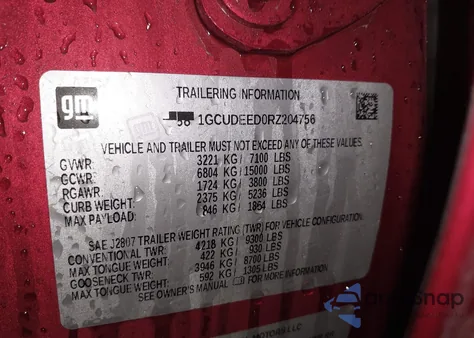 gm
TRAILERING INFORMATION
1GCUDEED0RZ204756
VEHICLE AND TRAILER MUST NOT EXCEED ANY OF THESE VALUES.
GVWR: 3221 KG/ 7100 LBS
GCWR: 6804 KG/15000 LBS
RGAWR: 1724 KG/ 3800 LBS
CURB WEIGHT: 2375 KG/ 5236 LBS
MAX PAYLOAD: 846 KG/ 1864 LBS
SAE J2807 TRAILER WEIGHT RATING (TWR) FOR VEHICLE CONFIGURATION:
CONVENTIONAL TWR: 4218 KG/ 9300 LBS
MAX TONGUE WEIGHT: 422 KG/ 930 LBS
GOOSENECK TWR: 3946 KG/ 8700 LBS
MAX TONGUE WEIGHT: 592 KG/ 1305 LBS
SEE OWNER'S MANUAL FOR MORE INFORMATION.
MOTORS LLC